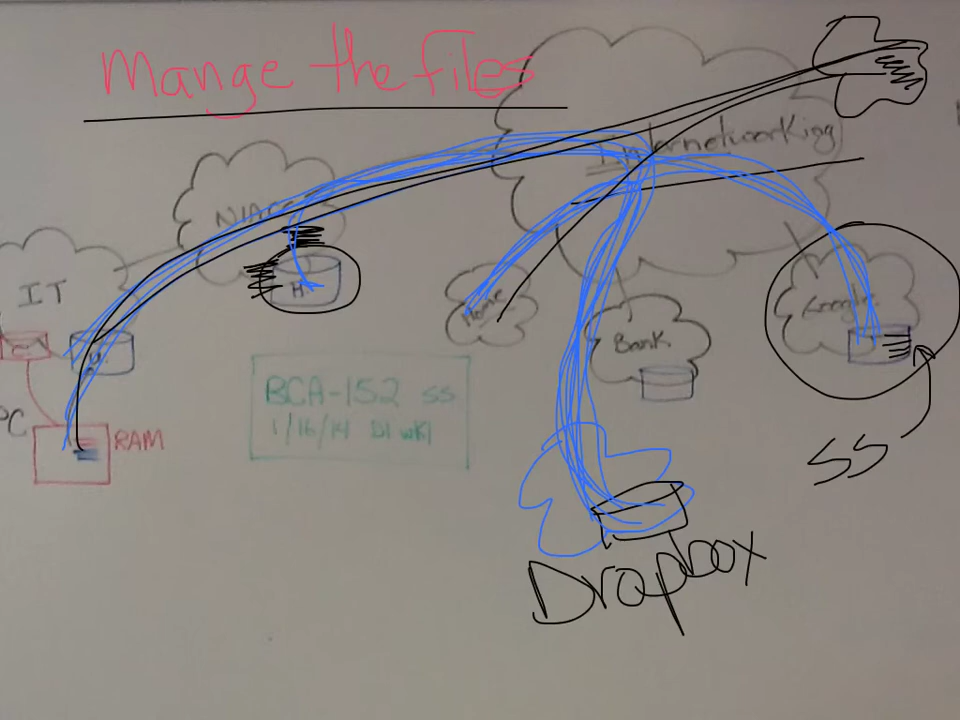 Mange the files
Internetworking
NIACC
IT
H:
Home
Google
Bank
BCA-152 SS
1/16/14 D1 WK1
PC
RAM
SS
Dropbox